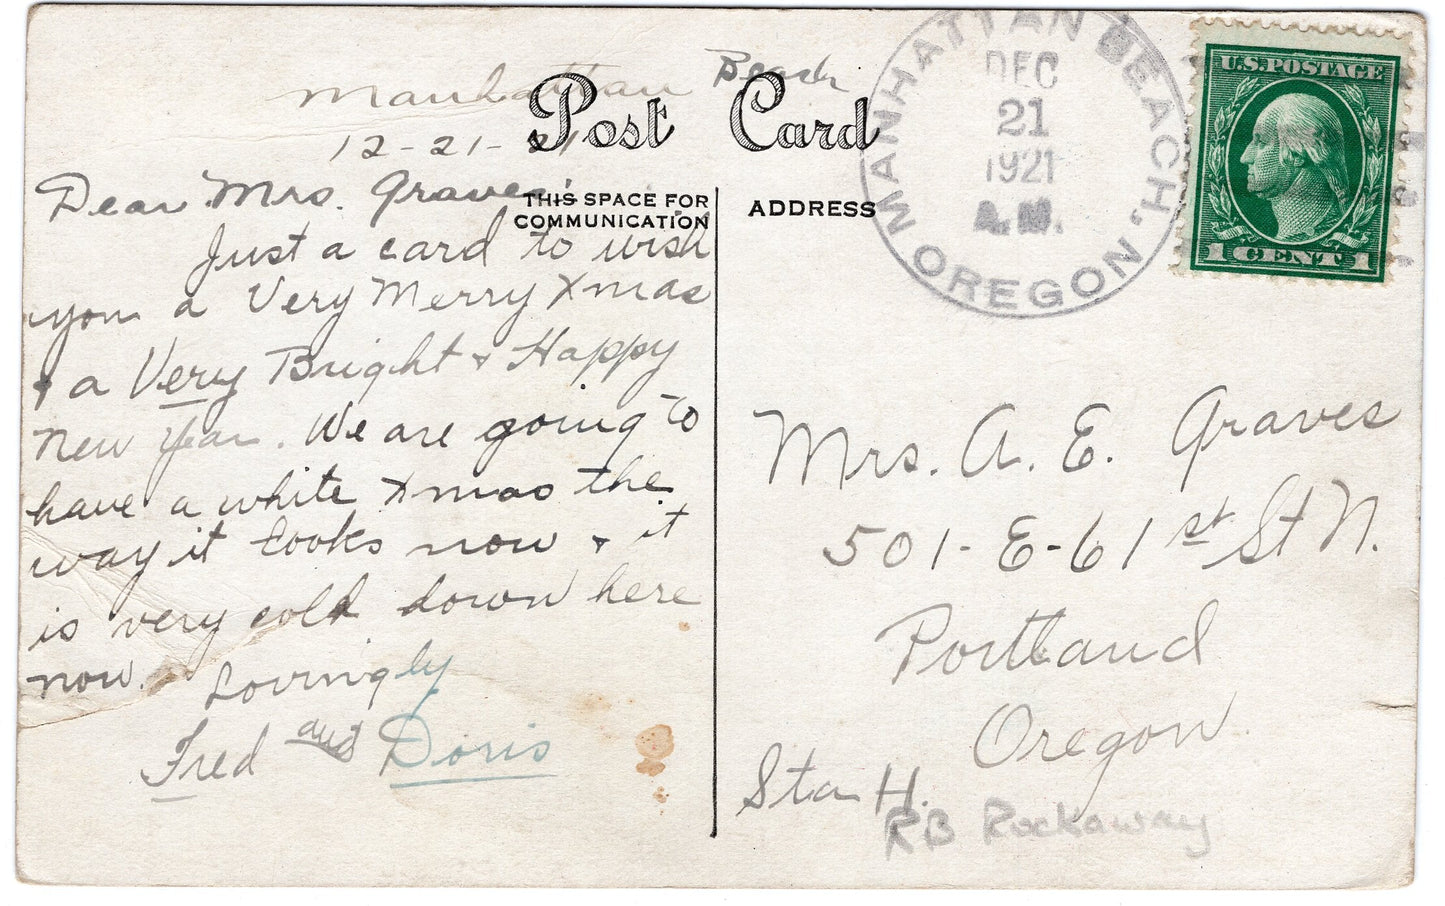 Manhattan Beach
12-21-21
Post Card
Dear Mrs. Graves;
THIS SPACE FOR
COMMUNICATION
Just a card to wish
you a Very Merry Xmas
& a Very Bright & Happy
New Year. We are going to
have a white Xmas the
way it looks now & it
is very cold down here
now.
Lovingly
Fred and Doris
ADDRESS
MANHATTAN BEACH, OREGON.
DEC
21
1921
A.M.
U.S. POSTAGE
1 CENT 1
Mrs. A. E. Graves
501-E-61st St N.
Portland
Oregon.
Sta H.
RB Rockaway